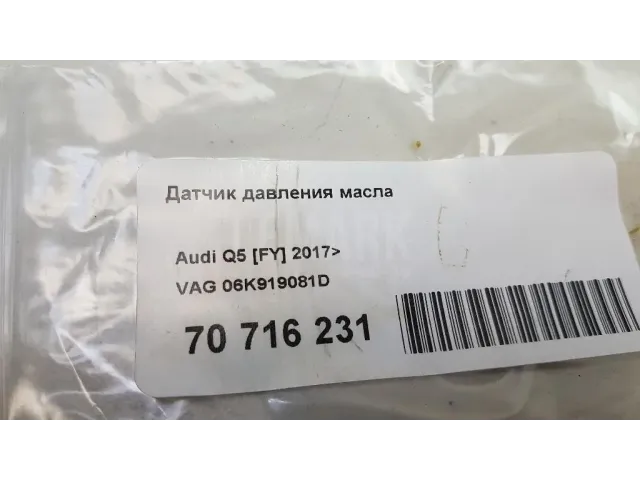 Датчик давления масла
Audi Q5 [FY] 2017>
VAG 06K919081D
70 716 231